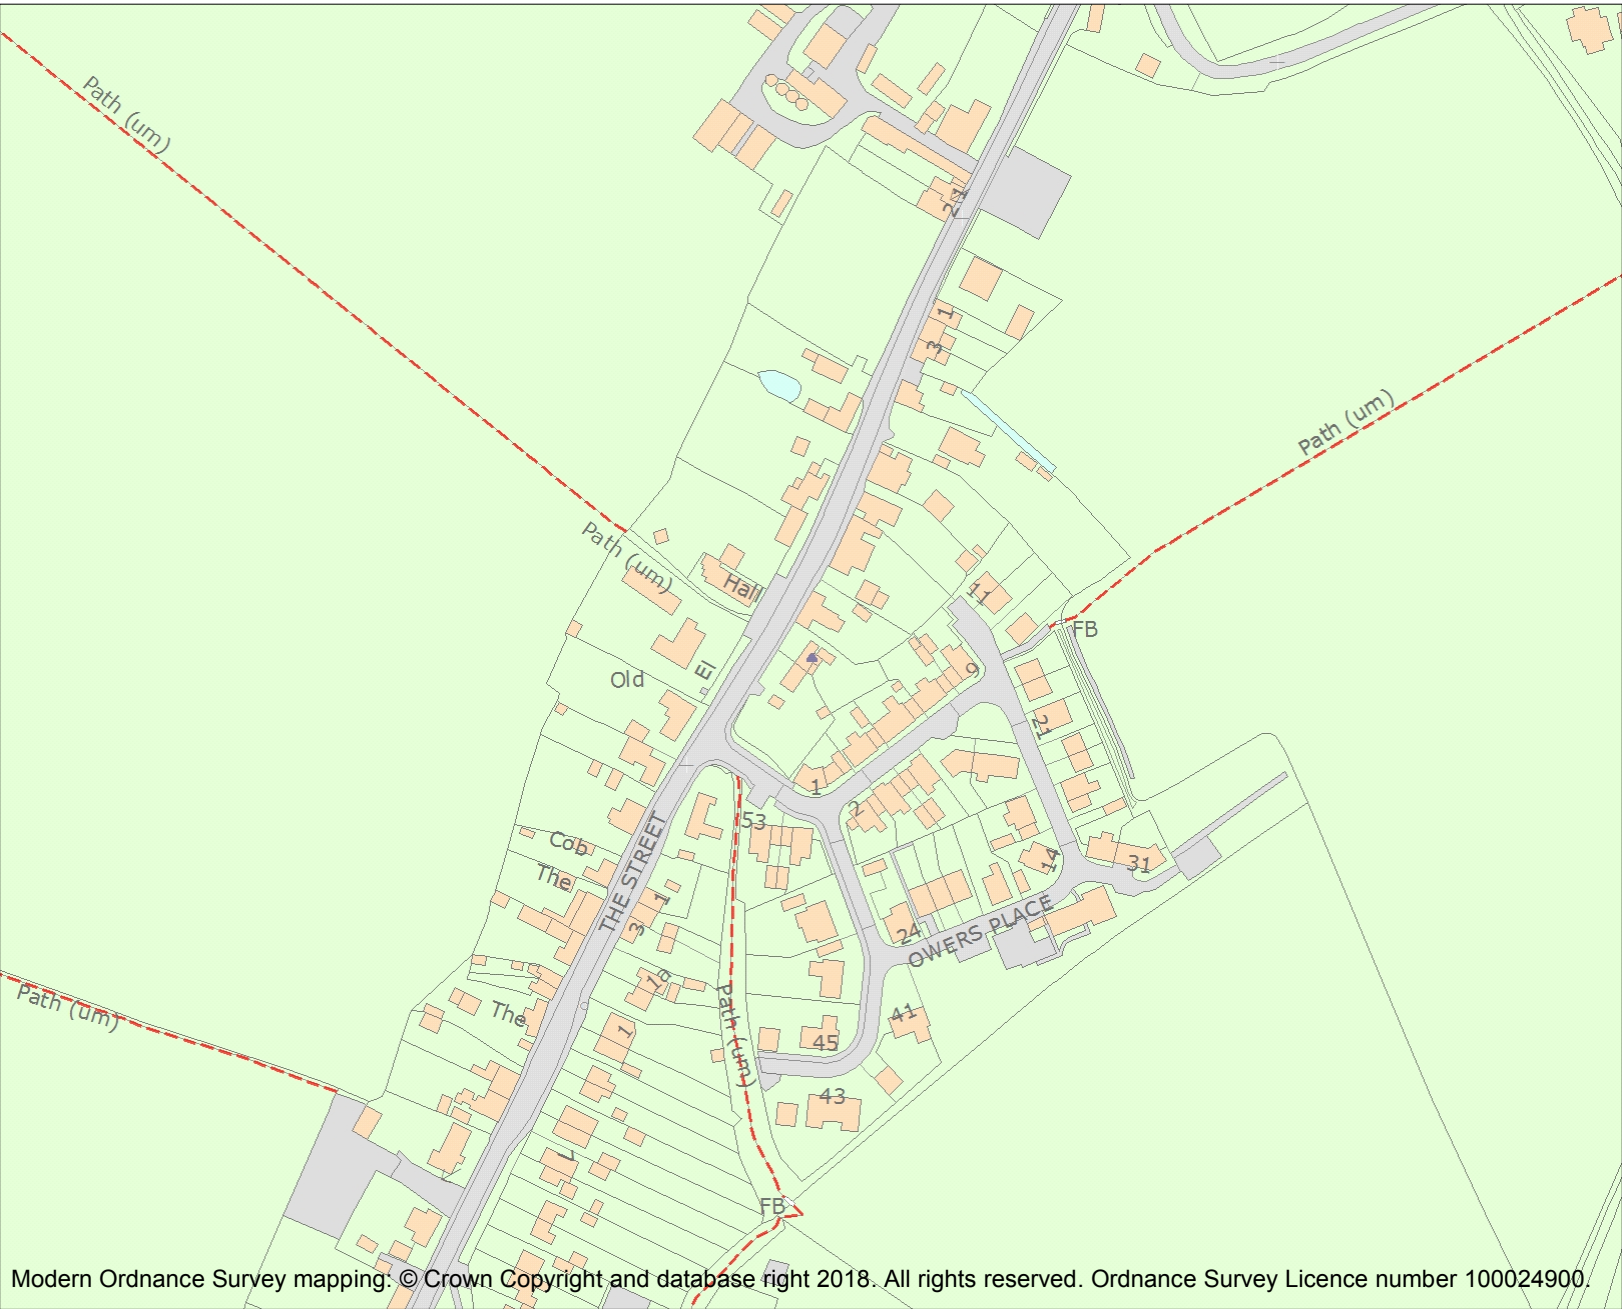 Path (um)
2 1
1
3
Path (um)
Path (um)
Hall
11
FB
El
Old
9
21
1
2
53
Cob
The
14
31
THE STREET
1
3
24
OWERS PLACE
1a
Path (um)
The
Path (um)
41
1
45
43
7
FB
Modern Ordnance Survey mapping: © Crown Copyright and database right 2018. All rights reserved. Ordnance Survey Licence number 100024900.